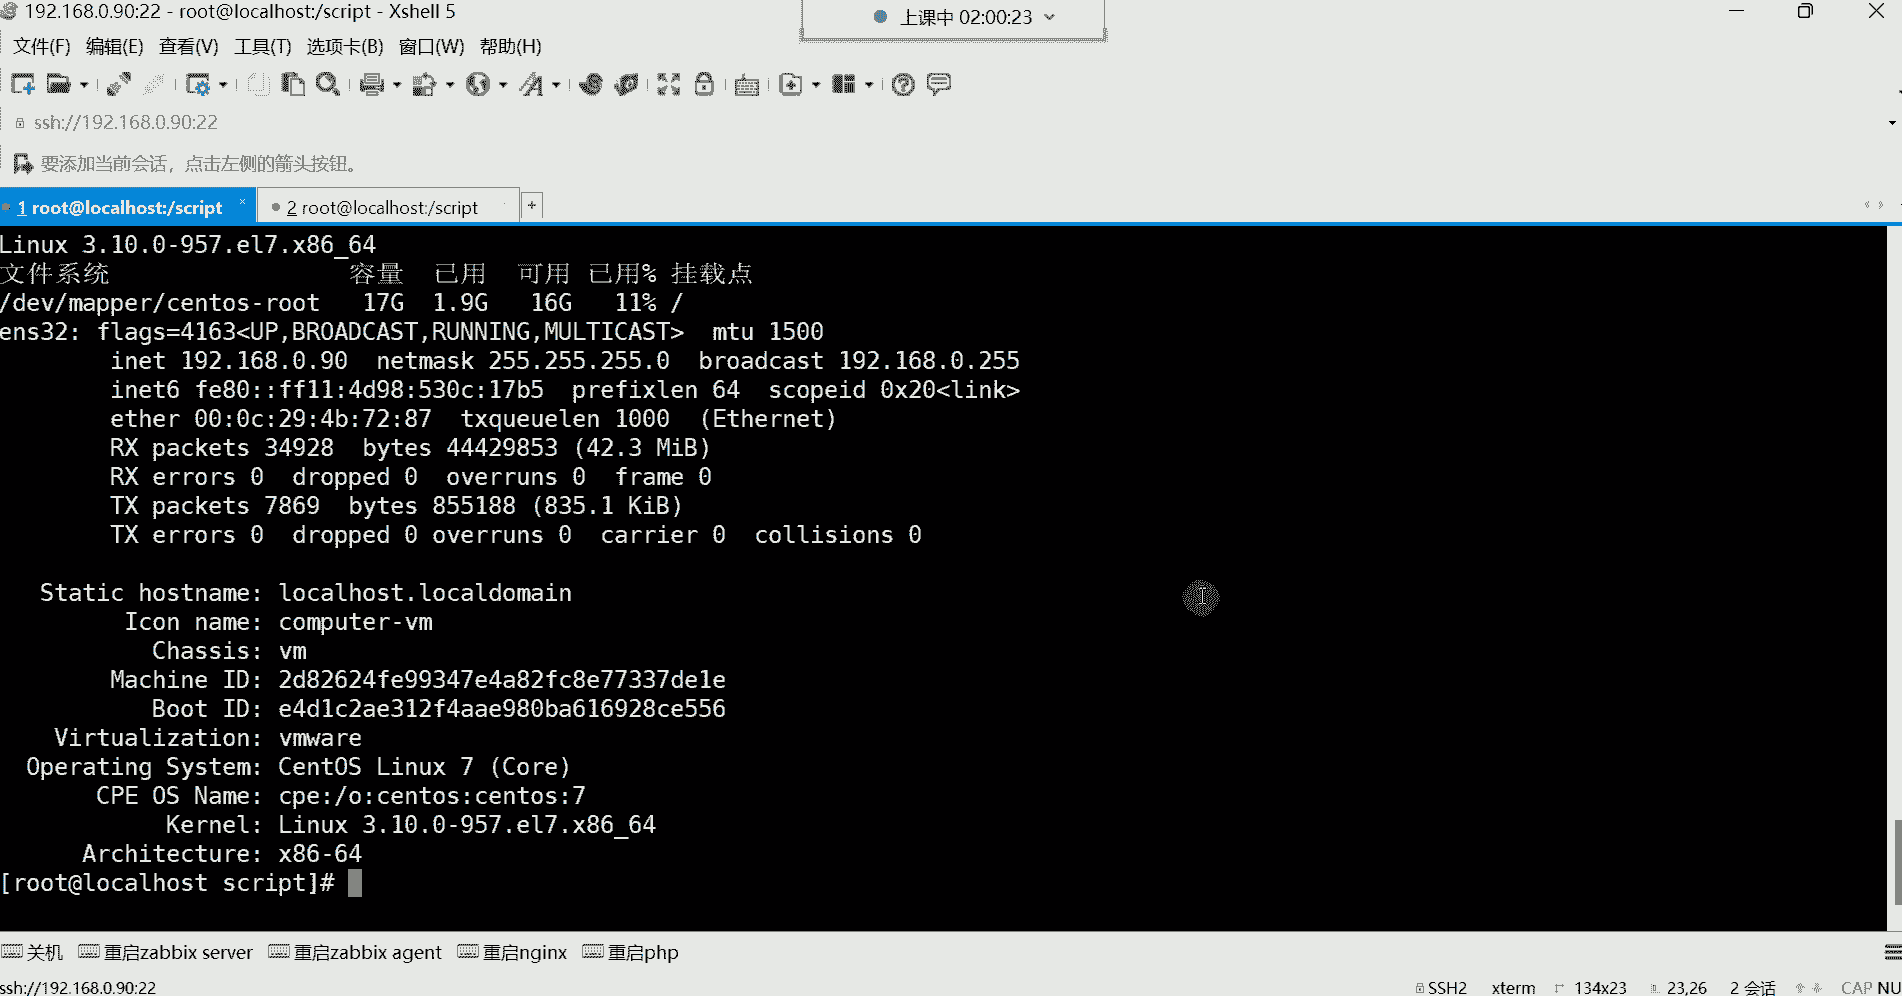 192.168.0.90:22 - root@localhost:/script - Xshell 5
上课中 02:00:23
文件(F) 编辑(E) 查看(V) 工具(T) 选项卡(B) 窗口(W) 帮助(H)
ssh://192.168.0.90:22
要添加当前会话，点击左侧的箭头按钮。
1 root@localhost:/script × 2 root@localhost:/script +
Linux 3.10.0-957.el7.x86_64
文件系统 容量 已用 可用 已用% 挂载点
/dev/mapper/centos-root 17G 1.9G 16G 11% /
ens32: flags=4163<UP,BROADCAST,RUNNING,MULTICAST> mtu 1500
inet 192.168.0.90 netmask 255.255.255.0 broadcast 192.168.0.255
inet6 fe80::ff11:4d98:530c:17b5 prefixlen 64 scopeid 0x20<link>
ether 00:0c:29:4b:72:87 txqueuelen 1000 (Ethernet)
RX packets 34928 bytes 44429853 (42.3 MiB)
RX errors 0 dropped 0 overruns 0 frame 0
TX packets 7869 bytes 855188 (835.1 KiB)
TX errors 0 dropped 0 overruns 0 carrier 0 collisions 0
Static hostname: localhost.localdomain
Icon name: computer-vm
Chassis: vm
Machine ID: 2d82624fe99347e4a82fc8e77337de1e
Boot ID: e4d1c2ae312f4aae980ba616928ce556
Virtualization: vmware
Operating System: CentOS Linux 7 (Core)
CPE OS Name: cpe:/o:centos:centos:7
Kernel: Linux 3.10.0-957.el7.x86_64
Architecture: x86-64
[root@localhost script]#
关机 重启zabbix server 重启zabbix agent 重启nginx 重启php
ssh://192.168.0.90:22 SSH2 xterm 134x23 23,26 2 会话 CAP NU